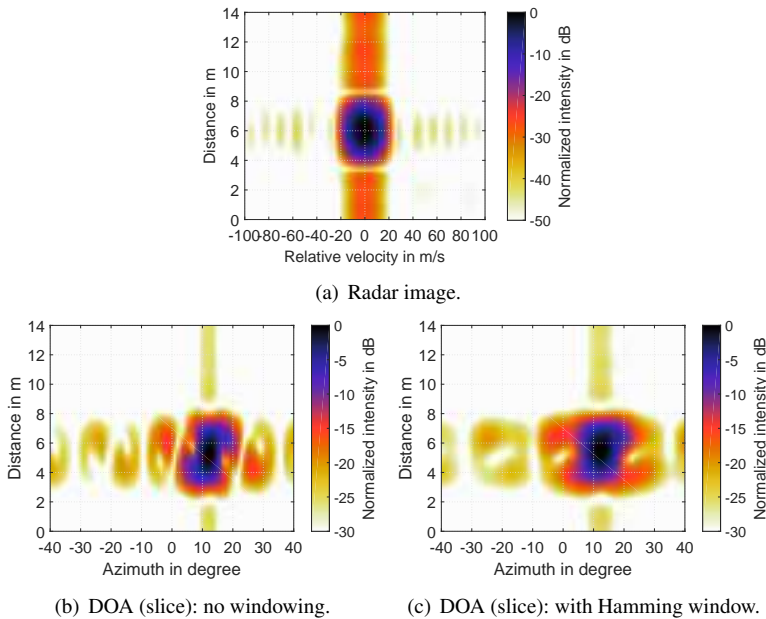 14
12
10
8
6
4
2
0
Distance in m
-100-80 -60 -40 -20 0 20 40 60 80 100
Relative velocity in m/s
0
-10
-20
-30
-40
-50
Normalized intensity in dB
(a) Radar image.
14
12
10
8
6
4
2
0
Distance in m
-40 -30 -20 -10 0 10 20 30 40
Azimuth in degree
0
-5
-10
-15
-20
-25
-30
Normalized intensity in dB
(b) DOA (slice): no windowing.
14
12
10
8
6
4
2
0
Distance in m
-40 -30 -20 -10 0 10 20 30 40
Azimuth in degree
0
-5
-10
-15
-20
-25
-30
Normalized intensity in dB
(c) DOA (slice): with Hamming window.